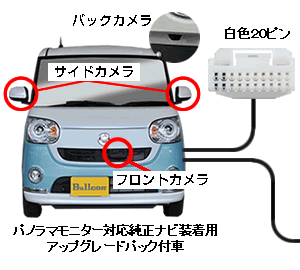 バックカメラ
白色20ピン
サイドカメラ
Bullcon
フロントカメラ
パノラマモニター対応純正ナビ装着用
アップグレードパック付車